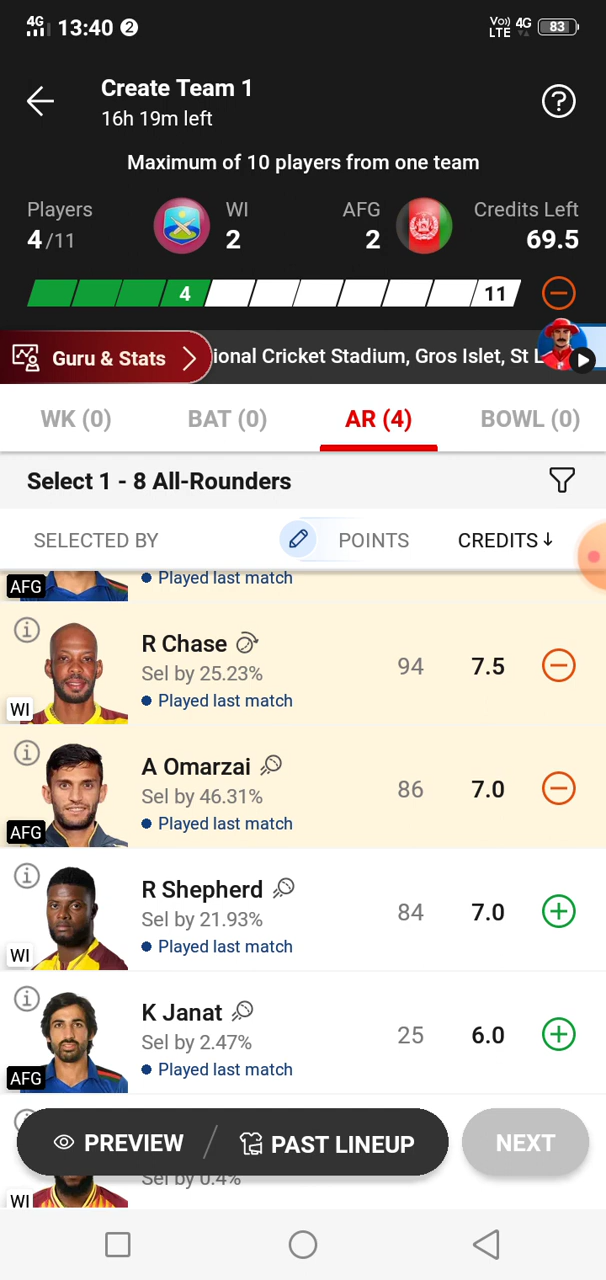 4G 13:40 2 Vo) LTE 4G 83
Create Team 1
16h 19m left
Maximum of 10 players from one team
Players WI AFG Credits Left
4/11 2 2 69.5
4 11
Guru & Stats ional Cricket Stadium, Gros Islet, St L
WK (0) BAT (0) AR (4) BOWL (0)
Select 1 - 8 All-Rounders
SELECTED BY POINTS CREDITS↓
Played last match
AFG
R Chase
Sel by 25.23% 94 7.5
Played last match
WI
A Omarzai
Sel by 46.31% 86 7.0
Played last match
AFG
R Shepherd
Sel by 21.93% 84 7.0
Played last match
WI
K Janat
Sel by 2.47% 25 6.0
Played last match
AFG
PREVIEW / PAST LINEUP NEXT
Sel by 0.4%
WI